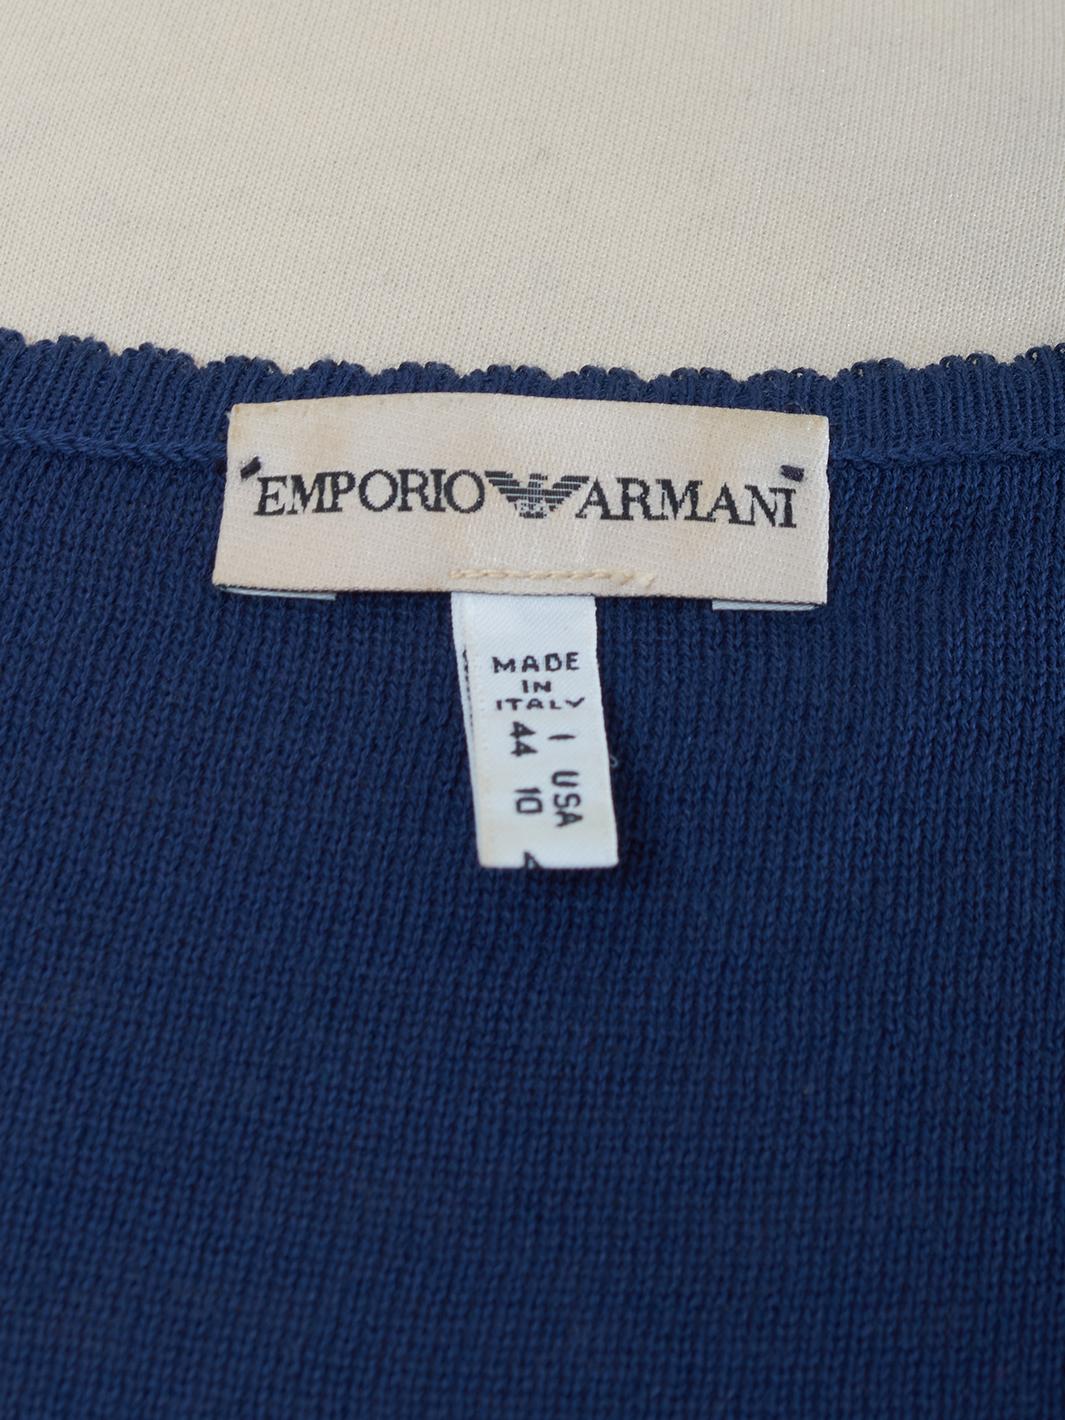 EMPORIO ARMANI
MADE
IN
ITALY
I USA
44 10